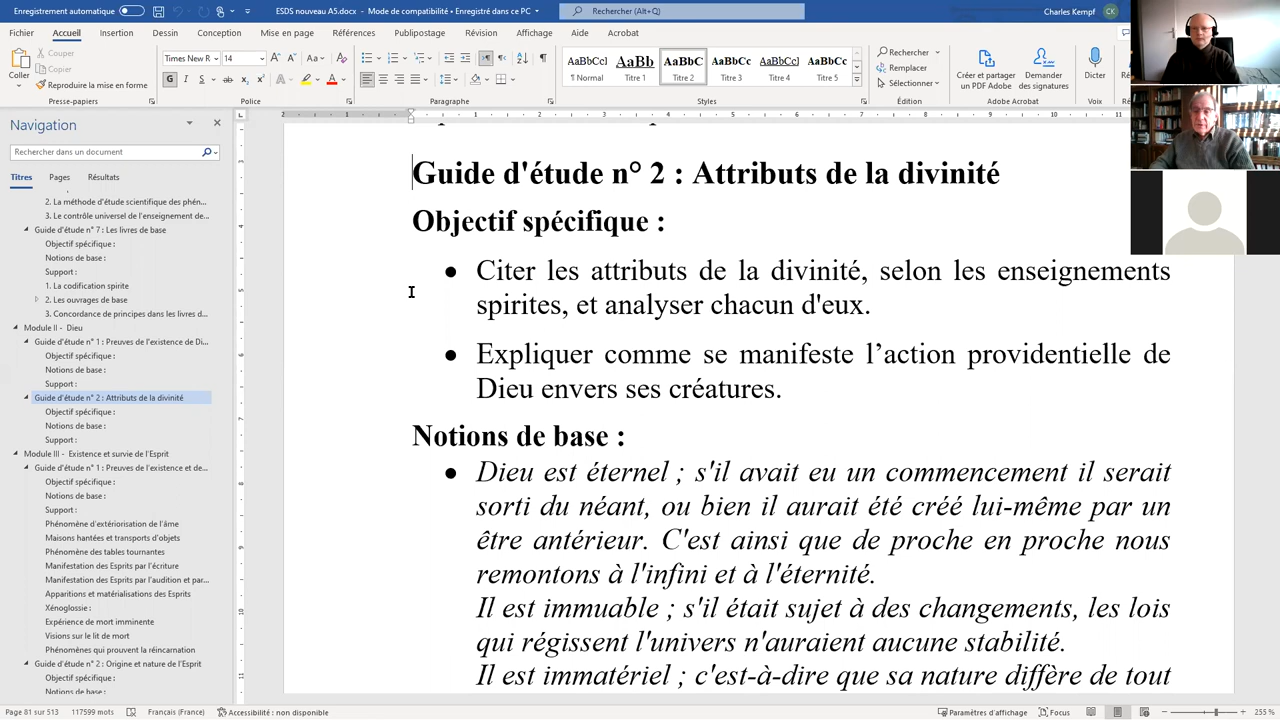 Enregistrement automatique
ESDS nouveau A5.docx - Mode de compatibilité • Enregistré dans ce PC
Rechercher (Alt+Q)
Charles Kempf
CK
Fichier Accueil Insertion Dessin Conception Mise en page Références Publipostage Révision Affichage Aide Acrobat
Coller
Couper
Copier
Reproduire la mise en forme
Presse-papiers
Times New R 14
G I S
Police
Paragraphe
AaBbCcI AaBb AaBbC AaBbCc AaBbCcI AaBbCc
¶ Normal Titre 1 Titre 2 Titre 3 Titre 4 Titre 5
Styles
Rechercher
Remplacer
Sélectionner
Édition
Créer et partager
un PDF Adobe
Demander
des signatures
Adobe Acrobat
Dicter
Voix
Navigation
Rechercher dans un document
Titres Pages Résultats
2. La méthode d'étude scientifique des phén...
3. Le contrôle universel de l'enseignement de...
Guide d'étude n° 7 : Les livres de base
Objectif spécifique :
Notions de base :
Support :
1. La codification spirite
2. Les ouvrages de base
3. Concordance de principes dans les livres d...
Module II - Dieu
Guide d'étude n° 1 : Preuves de l'existence de Di...
Objectif spécifique :
Notions de base :
Support :
Guide d'étude n° 2 : Attributs de la divinité
Objectif spécifique :
Notions de base :
Support :
Module III - Existence et survie de l'Esprit
Guide d'étude n° 1 : Preuves de l'existence et de...
Objectif spécifique :
Notions de base :
Support :
Phénomène d'extériorisation de l'âme
Maisons hantées et transports d'objets
Phénomène des tables tournantes
Manifestation des Esprits par l'écriture
Manifestation des Esprits par l'audition et par...
Apparitions et matérialisations des Esprits
Xénoglossie :
Expérience de mort imminente
Visions sur le lit de mort
Phénomènes qui prouvent la réincarnation
Guide d'étude n° 2 : Origine et nature de l'Esprit
Objectif spécifique :
Notions de base :
Guide d'étude n° 2 : Attributs de la divinité
Objectif spécifique :
● Citer les attributs de la divinité, selon les enseignements
spirites, et analyser chacun d'eux.
● Expliquer comme se manifeste l’action providentielle de
Dieu envers ses créatures.
Notions de base :
● Dieu est éternel ; s'il avait eu un commencement il serait
sorti du néant, ou bien il aurait été créé lui-même par un
être antérieur. C'est ainsi que de proche en proche nous
remontons à l'infini et à l'éternité.
Il est immuable ; s'il était sujet à des changements, les lois
qui régissent l'univers n'auraient aucune stabilité.
Il est immatériel ; c'est-à-dire que sa nature diffère de tout
Page 81 sur 513 117599 mots Français (France) Accessibilité : non disponible
Paramètres d'affichage Focus 255 %